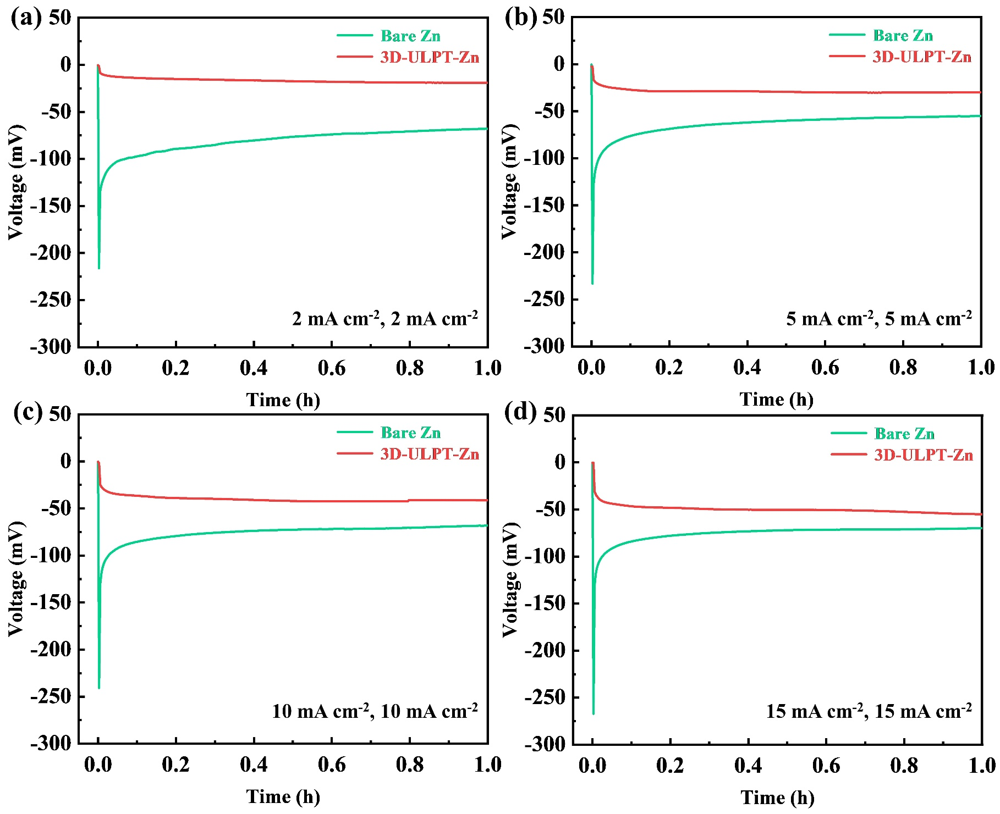 (a)
50
0
-50
-100
-150
-200
-250
-300
Voltage (mV)
Bare Zn
3D-ULPT-Zn
2 mA cm-2, 2 mA cm-2
0.0 0.2 0.4 0.6 0.8 1.0
Time (h)
(b)
50
0
-50
-100
-150
-200
-250
-300
Voltage (mV)
Bare Zn
3D-ULPT-Zn
5 mA cm-2, 5 mA cm-2
0.0 0.2 0.4 0.6 0.8 1.0
Time (h)
(c)
50
0
-50
-100
-150
-200
-250
-300
Voltage (mV)
Bare Zn
3D-ULPT-Zn
10 mA cm-2, 10 mA cm-2
0.0 0.2 0.4 0.6 0.8 1.0
Time (h)
(d)
50
0
-50
-100
-150
-200
-250
-300
Voltage (mV)
Bare Zn
3D-ULPT-Zn
15 mA cm-2, 15 mA cm-2
0.0 0.2 0.4 0.6 0.8 1.0
Time (h)